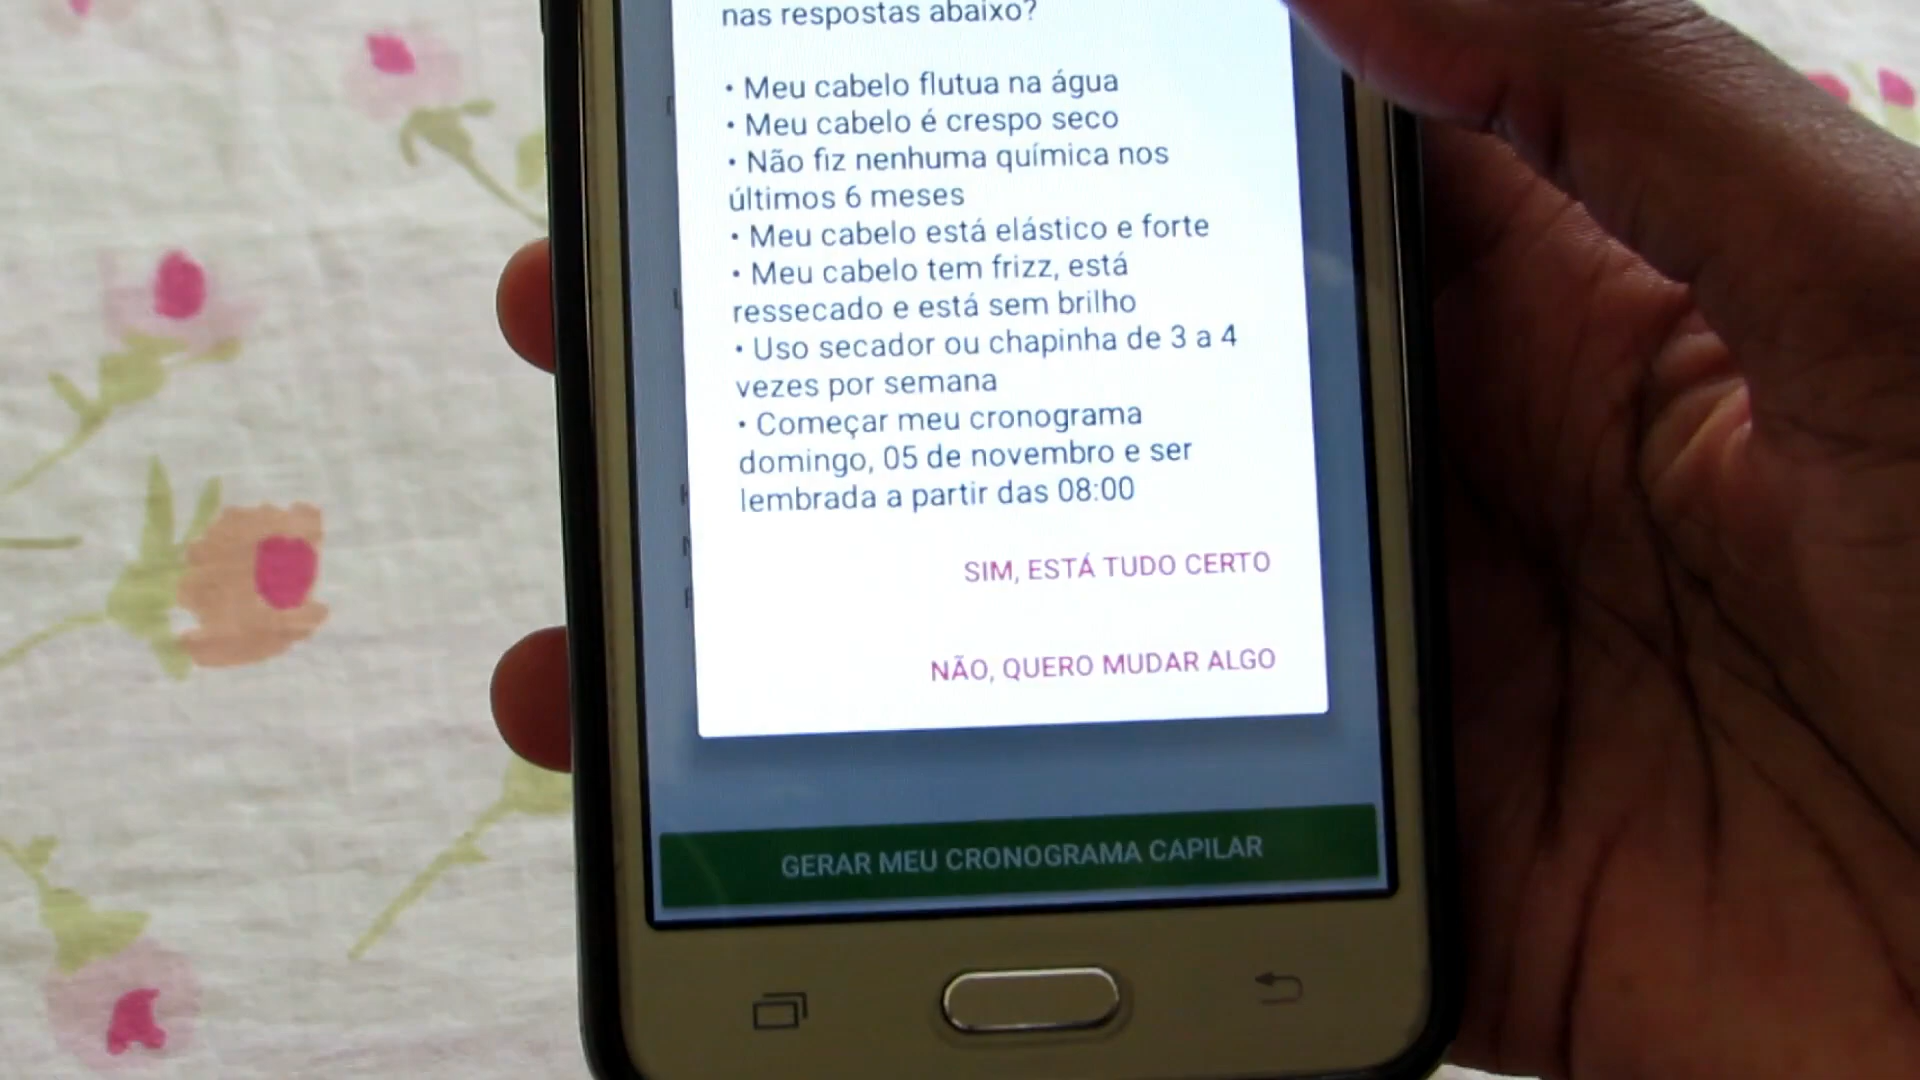 nas respostas abaixo?
• Meu cabelo flutua na água
• Meu cabelo é crespo seco
• Não fiz nenhuma química nos
últimos 6 meses
• Meu cabelo está elástico e forte
• Meu cabelo tem frizz, está
ressecado e está sem brilho
• Uso secador ou chapinha de 3 a 4
vezes por semana
• Começar meu cronograma
domingo, 05 de novembro e ser
lembrada a partir das 08:00
SIM, ESTÁ TUDO CERTO
NÃO, QUERO MUDAR ALGO
GERAR MEU CRONOGRAMA CAPILAR